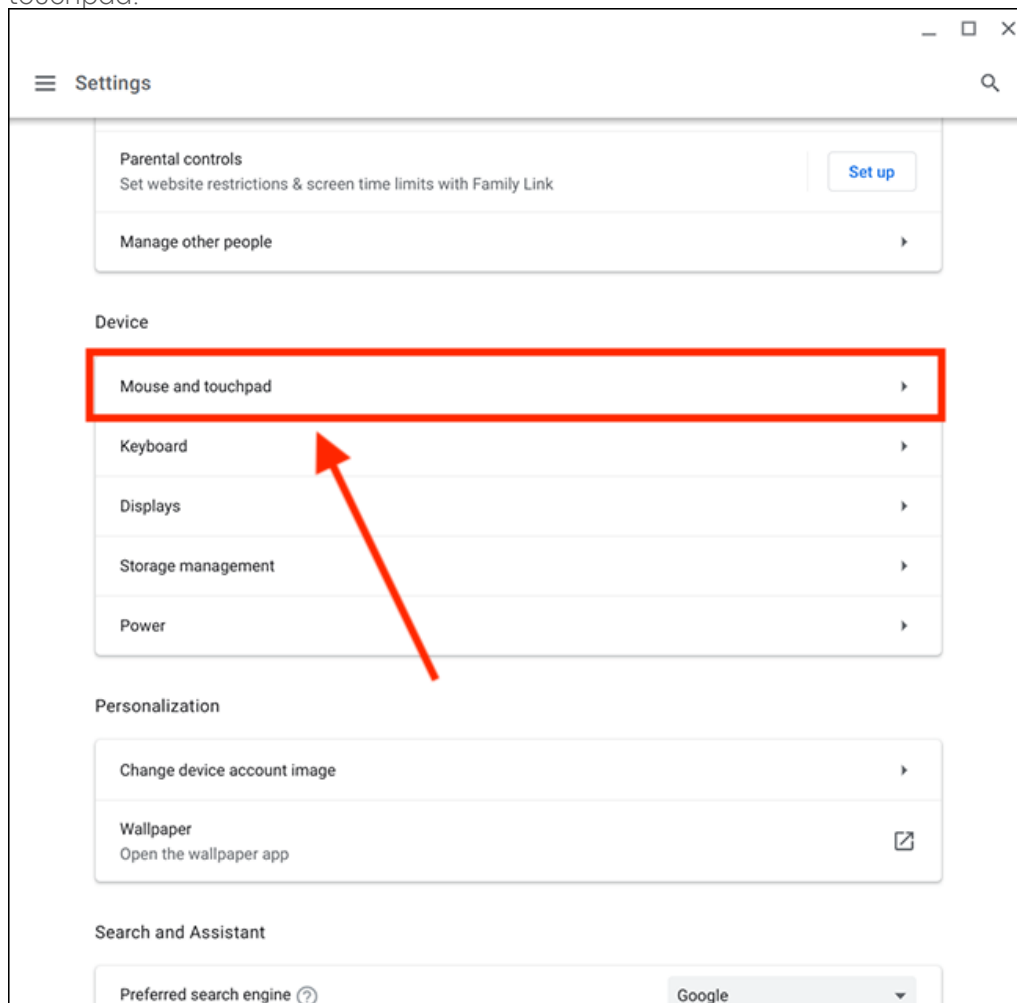 touchpad.
Settings
Parental controls
Set website restrictions & screen time limits with Family Link
Set up
Manage other people
Device
Mouse and touchpad
Keyboard
Displays
Storage management
Power
Personalization
Change device account image
Wallpaper
Open the wallpaper app
Search and Assistant
Preferred search engine
Google